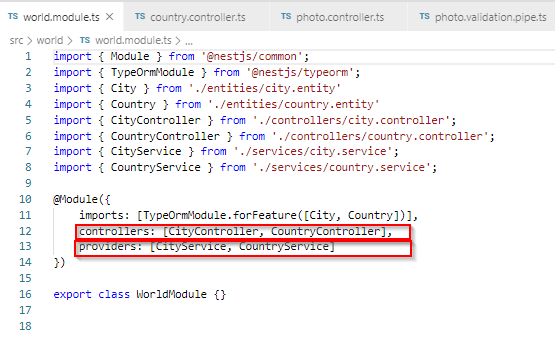 TS world.module.ts × TS country.controller.ts TS photo.controller.ts TS photo.validation.pipe.ts
src > world > TS world.module.ts > ...
1 import { Module } from '@nestjs/common';
2 import { TypeOrmModule } from '@nestjs/typeorm';
3 import { City } from './entities/city.entity'
4 import { Country } from './entities/country.entity'
5 import { CityController } from './controllers/city.controller';
6 import { CountryController } from './controllers/country.controller';
7 import { CityService } from './services/city.service';
8 import { CountryService } from './services/country.service';
9
10 @Module({
11 imports: [TypeOrmModule.forFeature([City, Country])],
12 controllers: [CityController, CountryController],
13 providers: [CityService, CountryService]
14 })
15
16 export class WorldModule {}
17
18